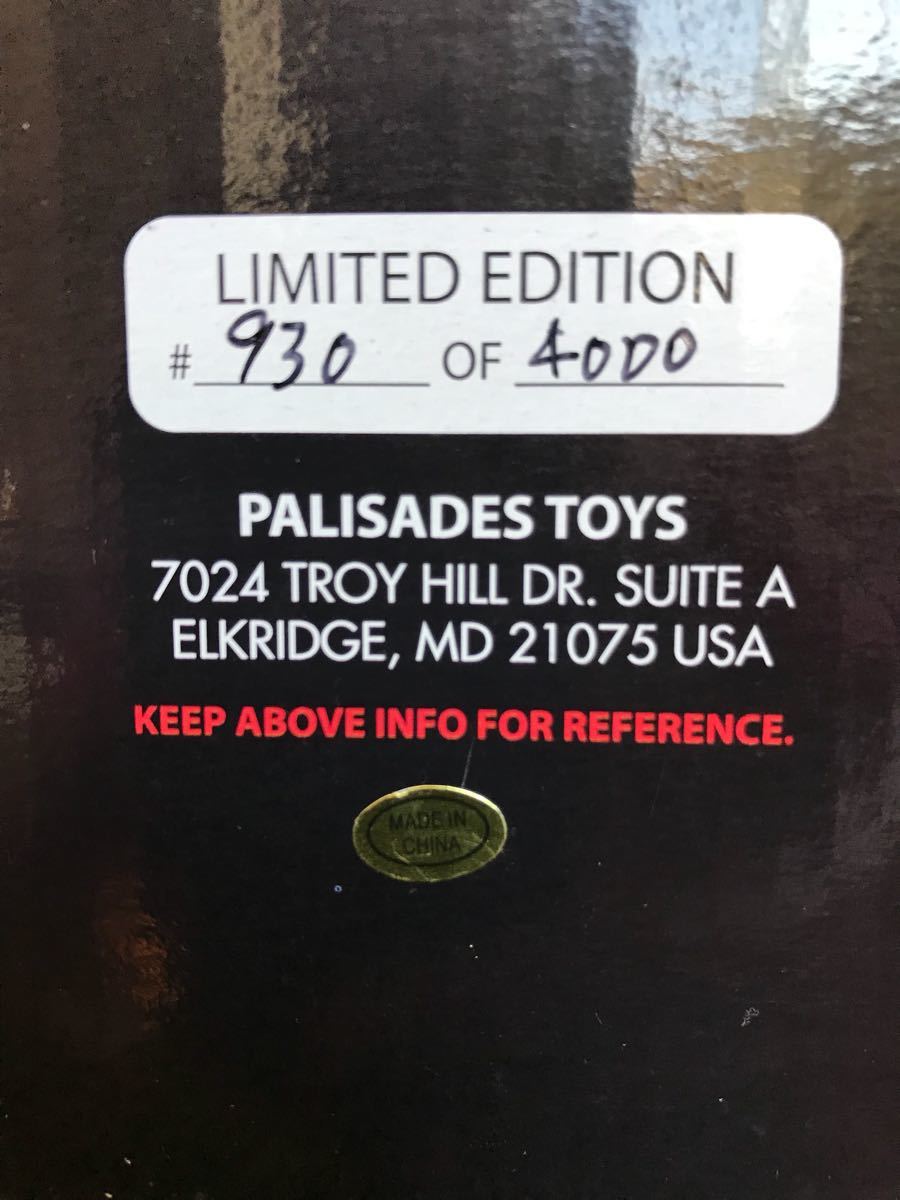 LIMITED EDITION
# 930 OF 4000
PALISADES TOYS
7024 TROY HILL DR. SUITE A
ELKRIDGE, MD 21075 USA
KEEP ABOVE INFO FOR REFERENCE.
MADE IN
CHINA